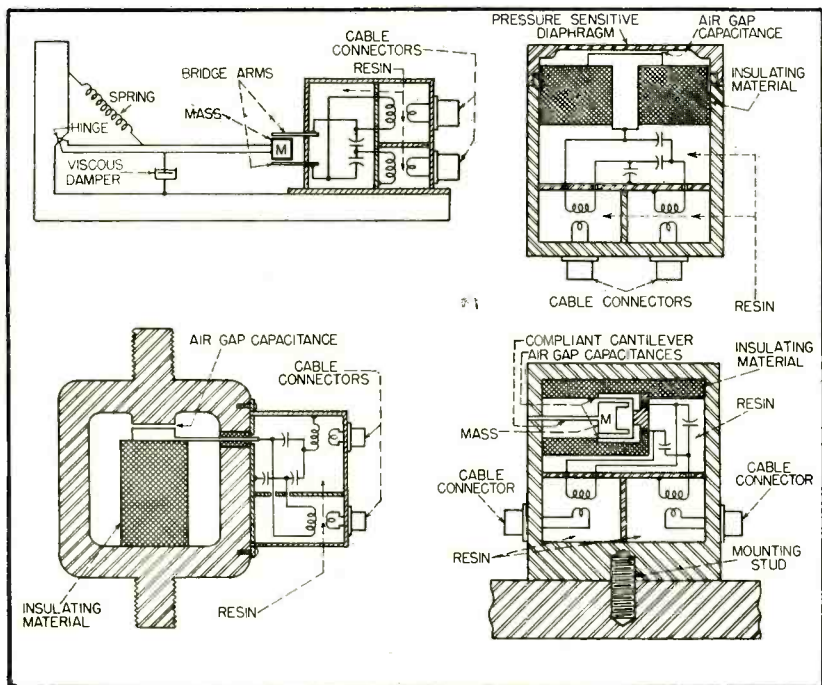 CABLE
CONNECTORS
RESIN
BRIDGE ARMS
SPRING
MASS
HINGE
M
VISCOUS
DAMPER
PRESSURE SENSITIVE
DIAPHRAGM
AIR GAP
CAPACITANCE
INSULATING
MATERIAL
CABLE CONNECTORS
RESIN
AIR GAP CAPACITANCE
CABLE
CONNECTORS
INSULATING
MATERIAL
RESIN
COMPLIANT CANTILEVER
AIR GAP CAPACITANCES
INSULATING
MATERIAL
RESIN
M
MASS
CABLE
CONNECTOR
CABLE
CONNECTOR
RESIN
MOUNTING
STUD